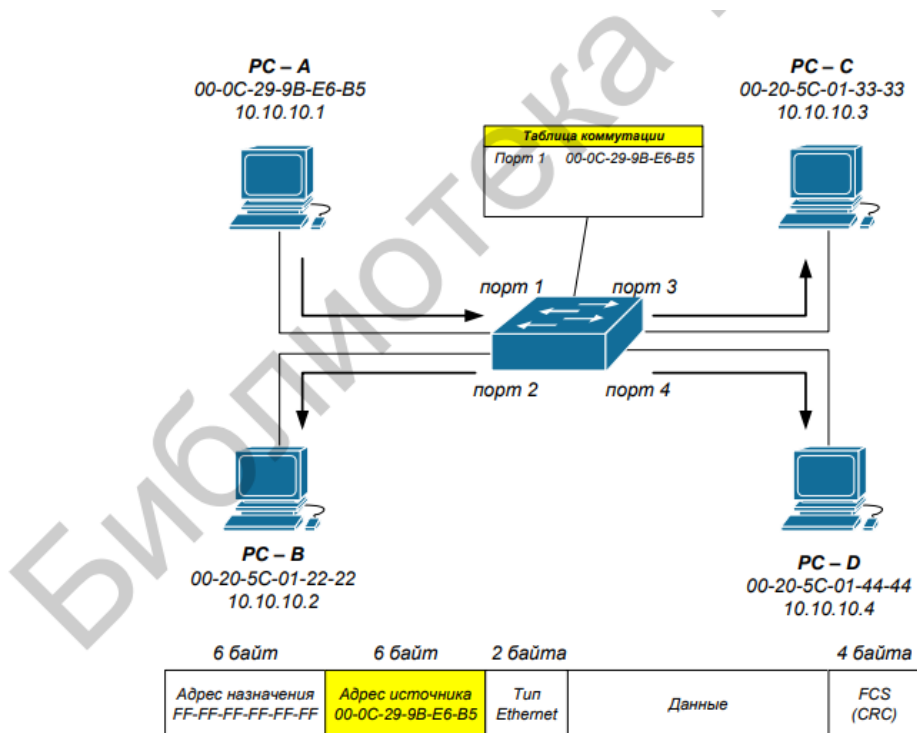 Библиотека
PC – A
00-0C-29-9B-E6-B5
10.10.10.1
PC – C
00-20-5C-01-33-33
10.10.10.3
Таблица коммутации
Порт 1 00-0C-29-9B-E6-B5
порт 1
порт 3
порт 2
порт 4
PC – B
00-20-5C-01-22-22
10.10.10.2
PC – D
00-20-5C-01-44-44
10.10.10.4
6 байт
6 байт
2 байта
4 байта
Адрес назначения
FF-FF-FF-FF-FF-FF
Адрес источника
00-0C-29-9B-E6-B5
Тип
Ethernet
Данные
FCS
(CRC)